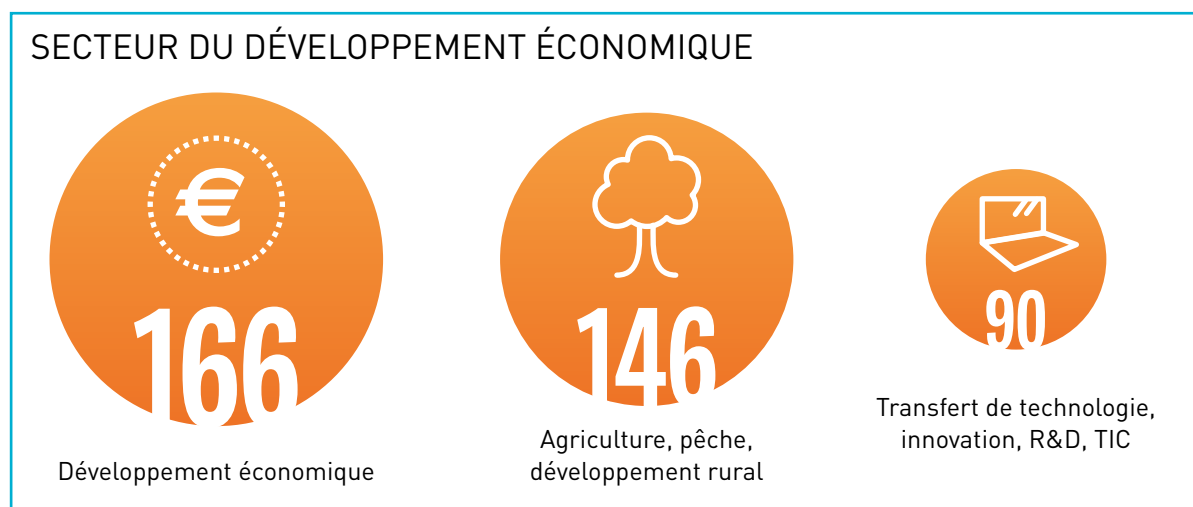 SECTEUR DU DÉVELOPPEMENT ÉCONOMIQUE
€
166
Développement économique
146
Agriculture, pêche,
développement rural
90
Transfert de technologie,
innovation, R&D, TIC